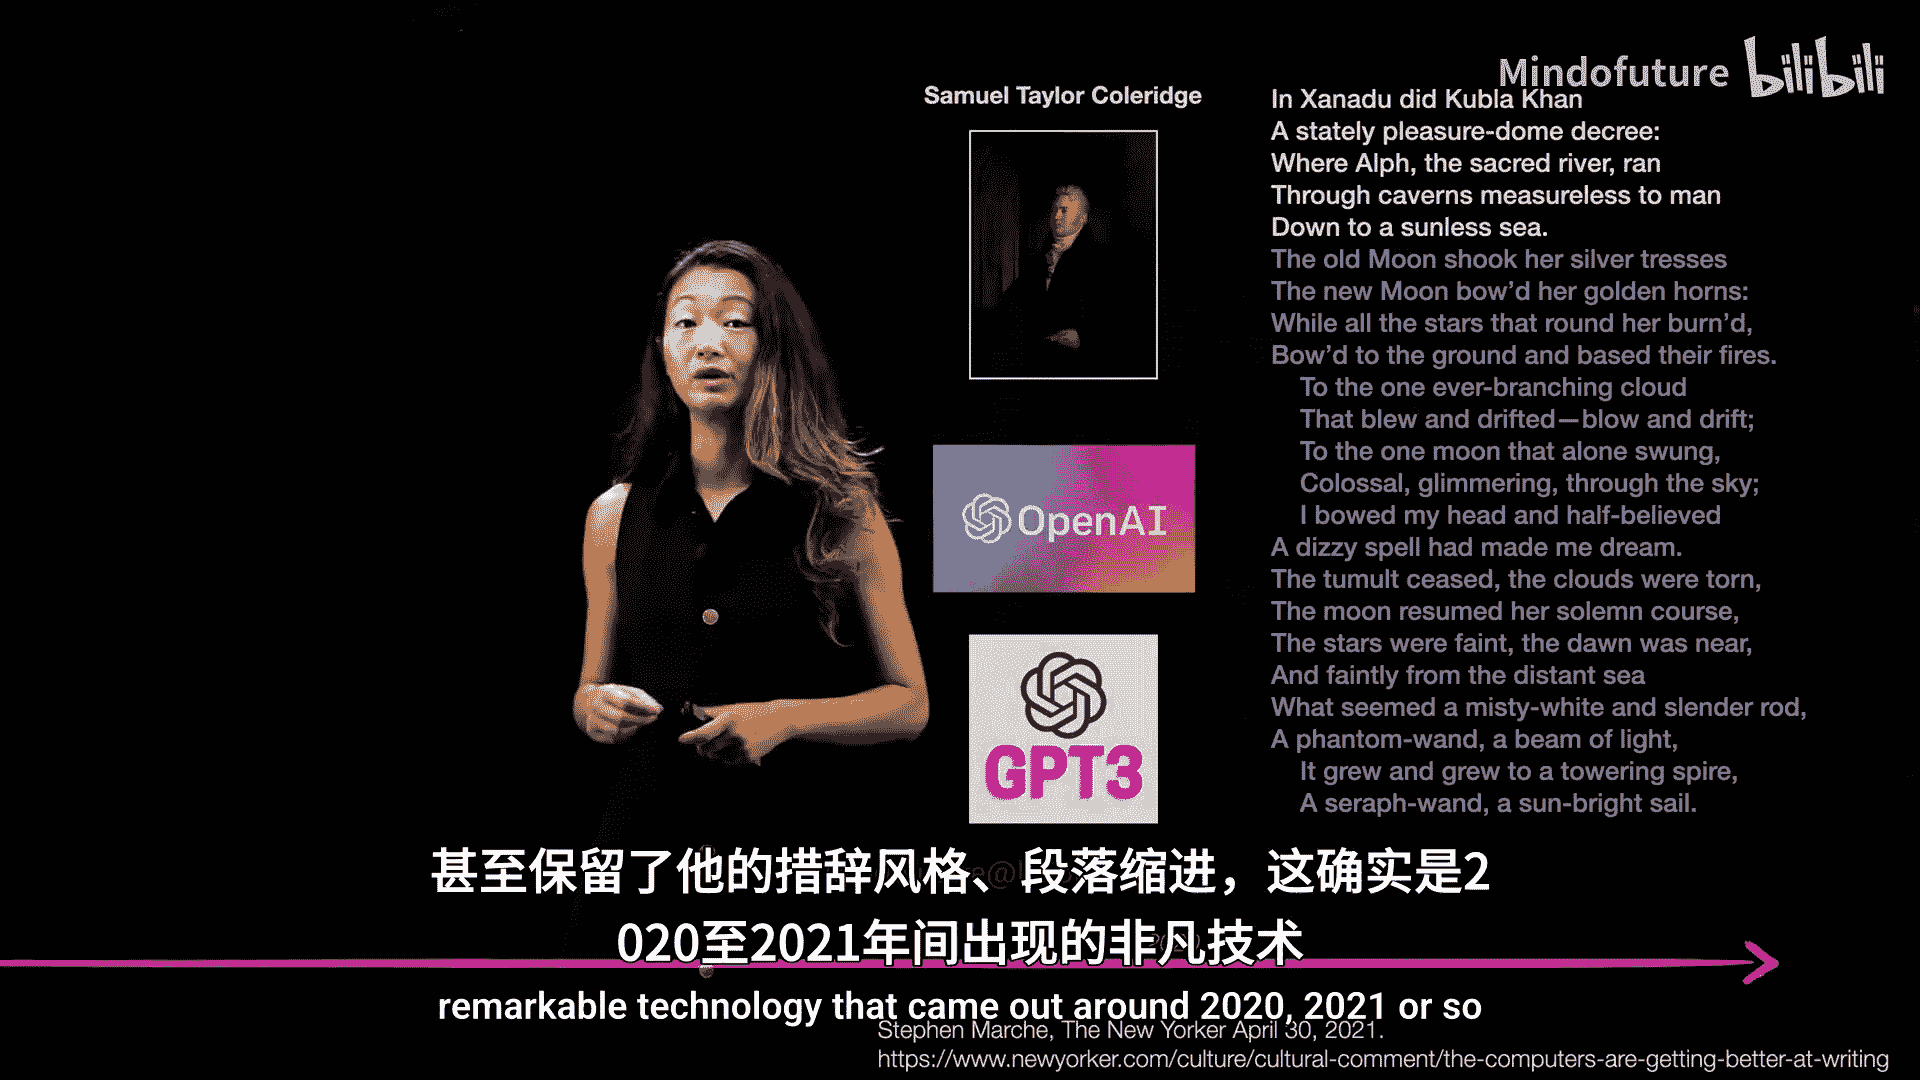 Mindofuture bilibili
Samuel Taylor Coleridge
In Xanadu did Kubla Khan
A stately pleasure-dome decree:
Where Alph, the sacred river, ran
Through caverns measureless to man
Down to a sunless sea.
The old Moon shook her silver tresses
The new Moon bow’d her golden horns:
While all the stars that round her burn’d,
Bow’d to the ground and based their fires.
To the one ever-branching cloud
That blew and drifted—blow and drift;
To the one moon that alone swung,
Colossal, glimmering, through the sky;
I bowed my head and half-believed
A dizzy spell had made me dream.
The tumult ceased, the clouds were torn,
The moon resumed her solemn course,
The stars were faint, the dawn was near,
And faintly from the distant sea
What seemed a misty-white and slender rod,
A phantom-wand, a beam of light,
It grew and grew to a towering spire,
A seraph-wand, a sun-bright sail.
OpenAI
GPT3
甚至保留了他的措辞风格、段落缩进，这确实是2
020至2021年间出现的非凡技术
remarkable technology that came out around 2020, 2021 or so
Stephen Marche, The New Yorker April 30, 2021.
https://www.newyorker.com/culture/cultural-comment/the-computers-are-getting-better-at-writing